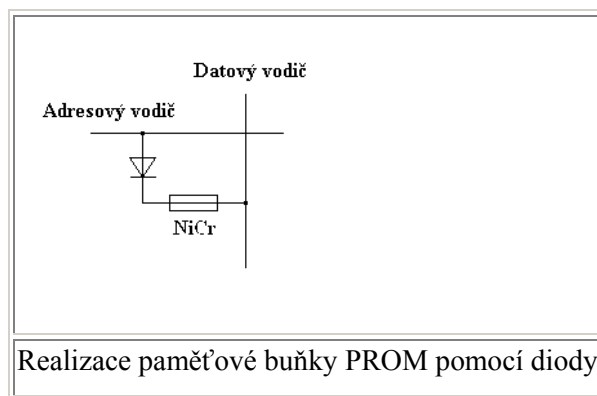 Datový vodič
Adresový vodič
NiCr
Realizace paměťové buňky PROM pomocí diody